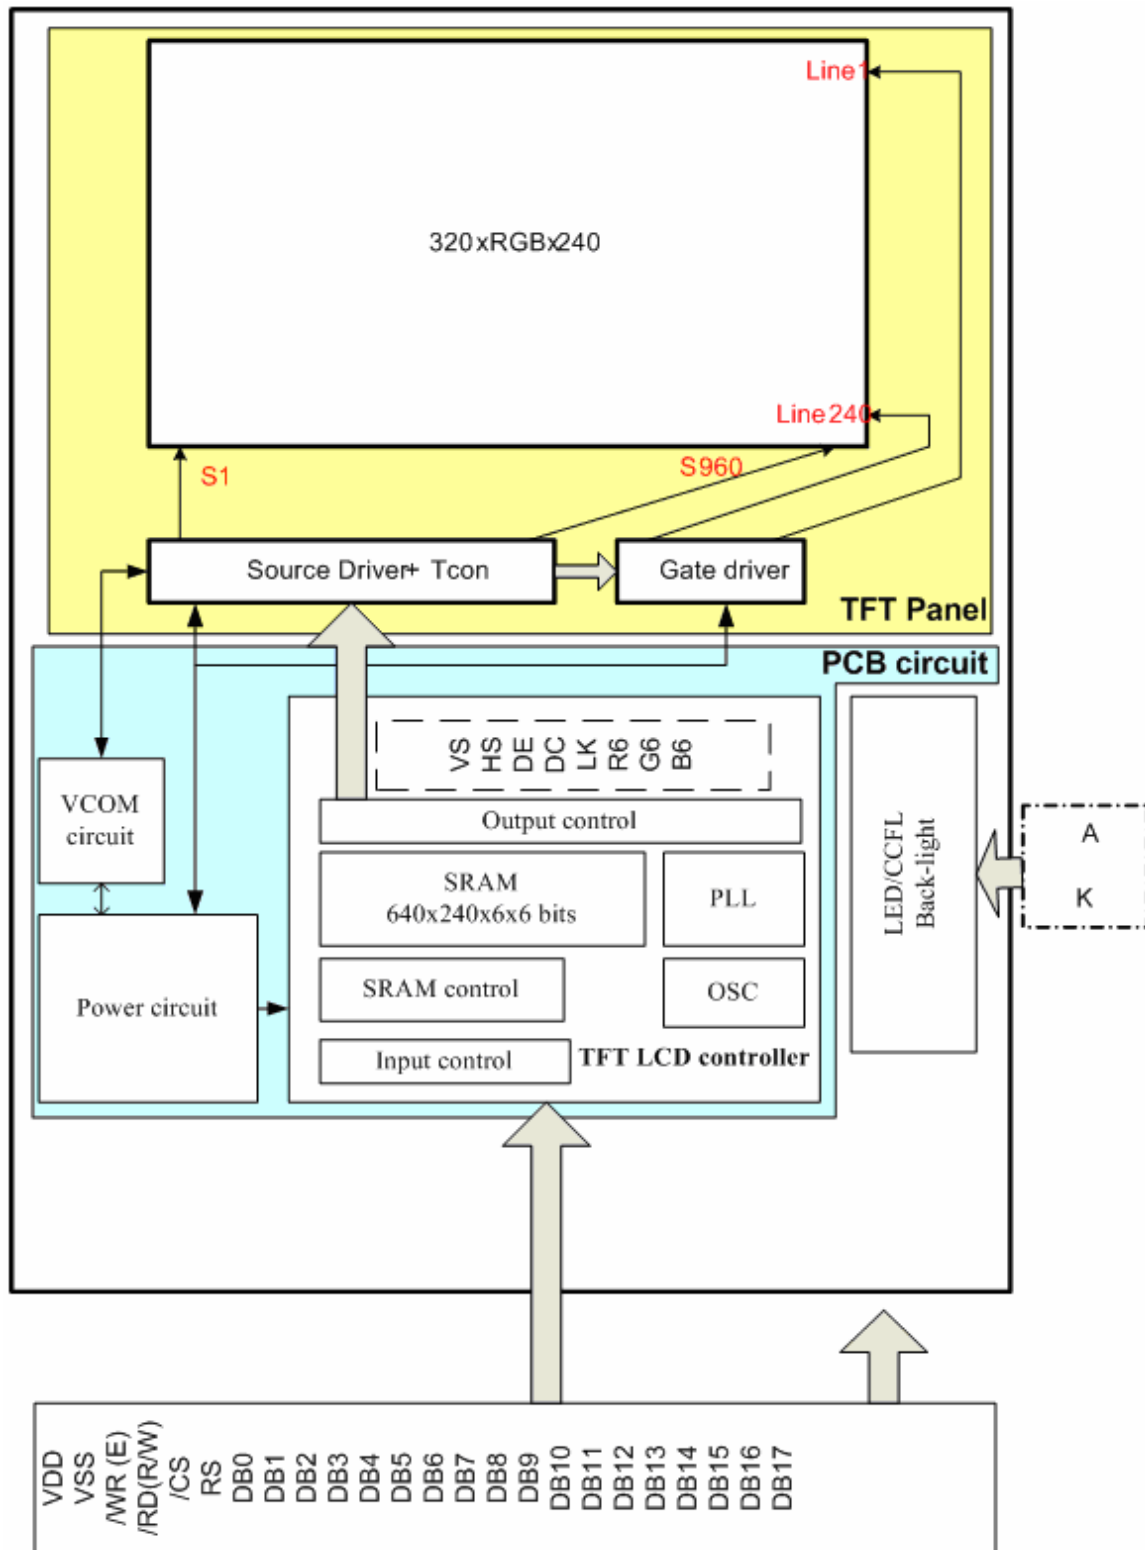 Line1
320xRGBx240
Line240
S1
S960
Source Driver+ Tcon
Gate driver
TFT Panel
PCB circuit
VS
HS
DE
DC
LK
R6
G6
B6
VCOM
circuit
Output control
SRAM
640x240x6x6 bits
PLL
LED/CCFL
Back-light
A
K
Power circuit
SRAM control
OSC
Input control
TFT LCD controller
VDD
VSS
/WR (E)
/RD(R/W)
/CS
RS
DB0
DB1
DB2
DB3
DB4
DB5
DB6
DB7
DB8
DB9
DB10
DB11
DB12
DB13
DB14
DB15
DB16
DB17